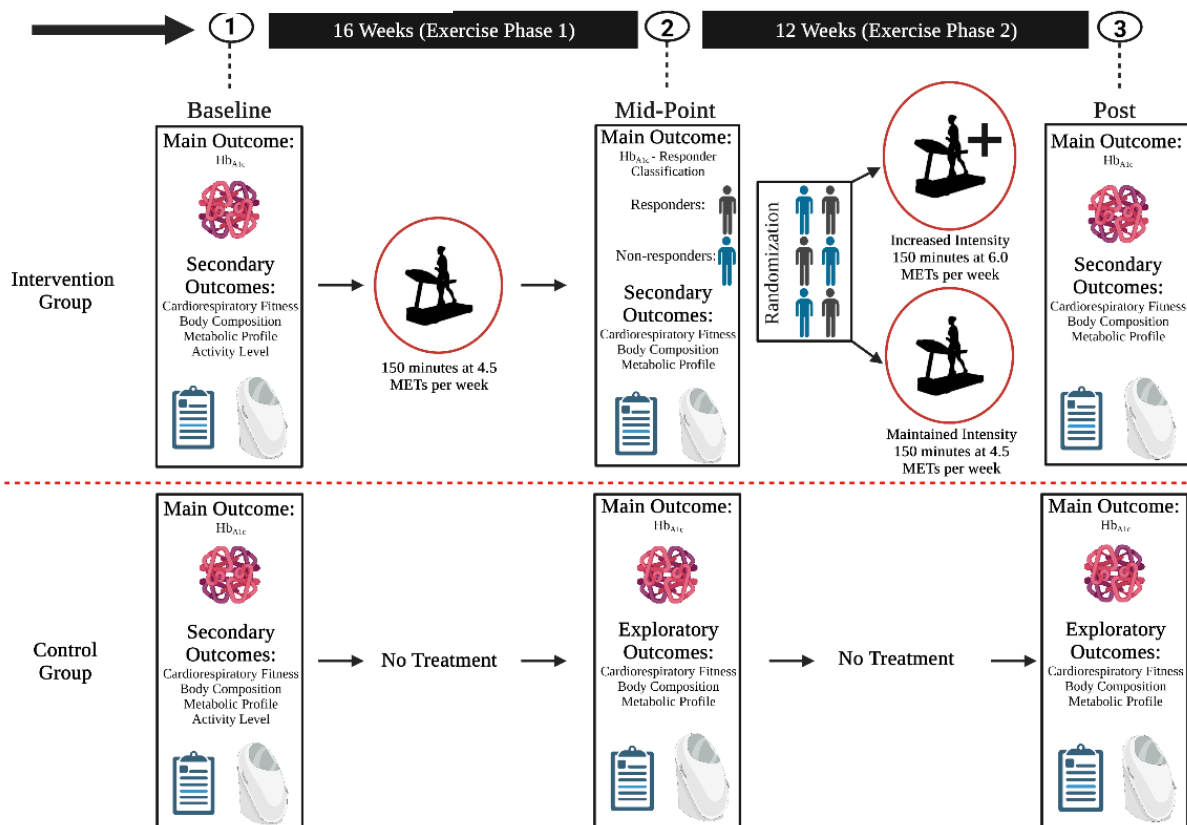 1
16 Weeks (Exercise Phase 1)
2
12 Weeks (Exercise Phase 2)
3
Baseline
Mid-Point
Post
Intervention
Group
Main Outcome:
HbA1c
Secondary
Outcomes:
Cardiorespiratory Fitness
Body Composition
Metabolic Profile
Activity Level
150 minutes at 4.5
METs per week
Main Outcome:
HbA1c - Responder
Classification
Responders:
Non-responders:
Secondary
Outcomes:
Cardiorespiratory Fitness
Body Composition
Metabolic Profile
Randomization
Increased Intensity
150 minutes at 6.0
METs per week
Maintained Intensity
150 minutes at 4.5
METs per week
Main Outcome:
HbA1c
Secondary
Outcomes:
Cardiorespiratory Fitness
Body Composition
Metabolic Profile
Control
Group
Main Outcome:
HbA1c
Secondary
Outcomes:
Cardiorespiratory Fitness
Body Composition
Metabolic Profile
Activity Level
No Treatment
Main Outcome:
HbA1c
Exploratory
Outcomes:
Cardiorespiratory Fitness
Body Composition
Metabolic Profile
No Treatment
Main Outcome:
HbA1c
Exploratory
Outcomes:
Cardiorespiratory Fitness
Body Composition
Metabolic Profile